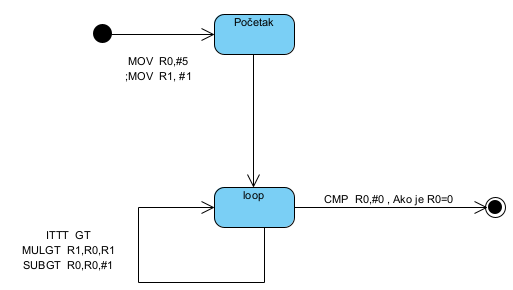 Početak
MOV R0,#5
;MOV R1, #1
loop
CMP R0,#0 , Ako je R0=0
ITTT GT
MULGT R1,R0,R1
SUBGT R0,R0,#1